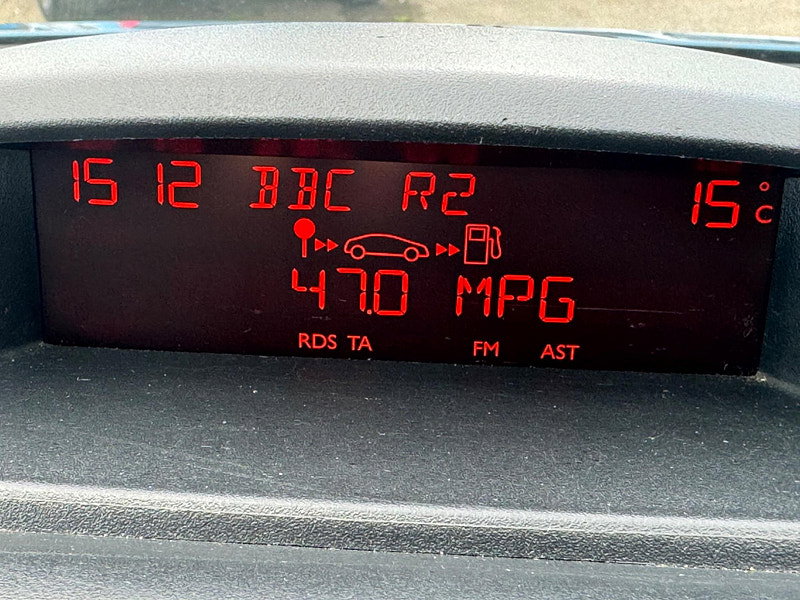 15 12 BBC R2 15°C
47.0 MPG
RDS TA FM AST